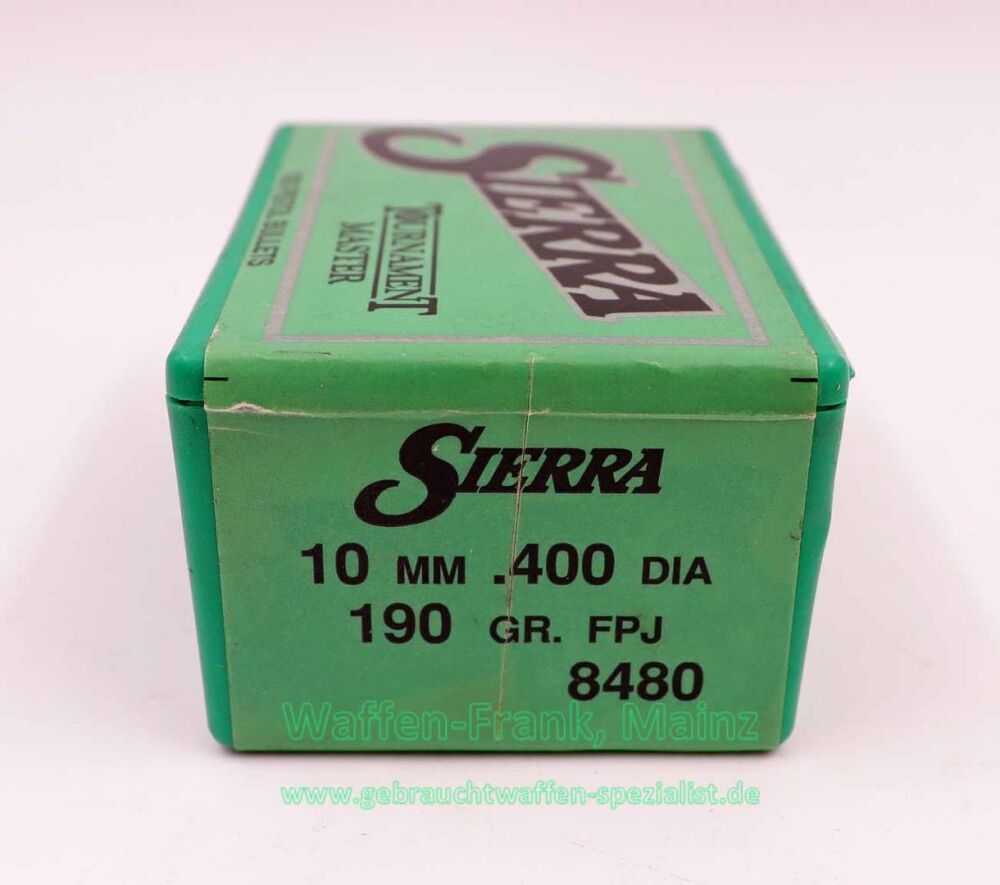 SIERRA
TOURNAMENT
MASTER
BULLETS
SIERRA
10 MM .400 DIA
190 GR. FPJ
8480
Waffen-Frank, Mainz
www.gebrauchtwaffen-spezialist.de